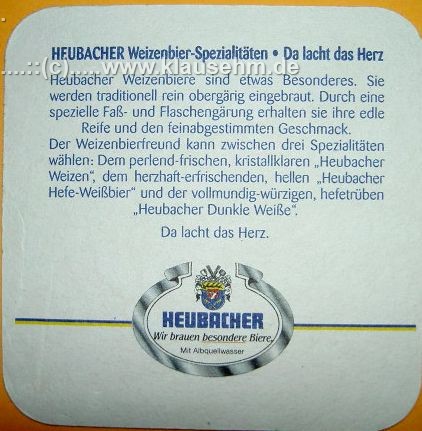 .....::(c).... www.klausehm.de
HEUBACHER Weizenbier-Spezialitäten • Da lacht das Herz
Heubacher Weizenbiere sind etwas Besonderes. Sie
werden traditionell rein obergärig eingebraut. Durch eine
spezielle Faß- und Flaschengärung erhalten sie ihre edle
Reife und den feinabgestimmten Geschmack.
Der Weizenbierfreund kann zwischen drei Spezialitäten
wählen: Dem perlend-frischen, kristallklaren „Heubacher
Weizen“, dem herzhaft-erfrischenden, hellen „Heubacher
Hefe-Weißbier“ und der vollmundig-würzigen, hefetrüben
„Heubacher Dunkle Weiße“.
Da lacht das Herz.
HEUBACHER
Wir brauen besondere Biere.
Mit Albquellwasser